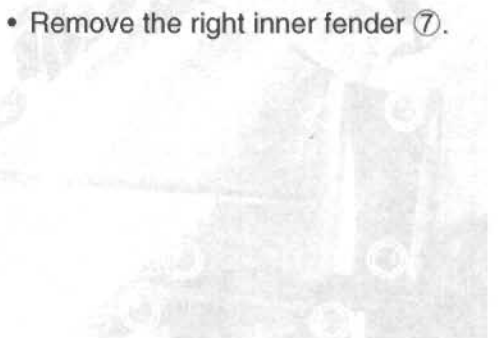 • Remove the right inner fender ⑦.